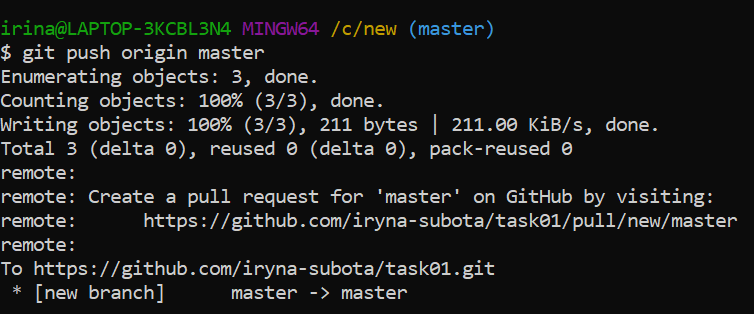 irina@LAPTOP-3KCBL3N4 MINGW64 /c/new (master)
$ git push origin master
Enumerating objects: 3, done.
Counting objects: 100% (3/3), done.
Writing objects: 100% (3/3), 211 bytes | 211.00 KiB/s, done.
Total 3 (delta 0), reused 0 (delta 0), pack-reused 0
remote:
remote: Create a pull request for 'master' on GitHub by visiting:
remote:      https://github.com/iryna-subota/task01/pull/new/master
remote:
To https://github.com/iryna-subota/task01.git
 * [new branch]      master -> master